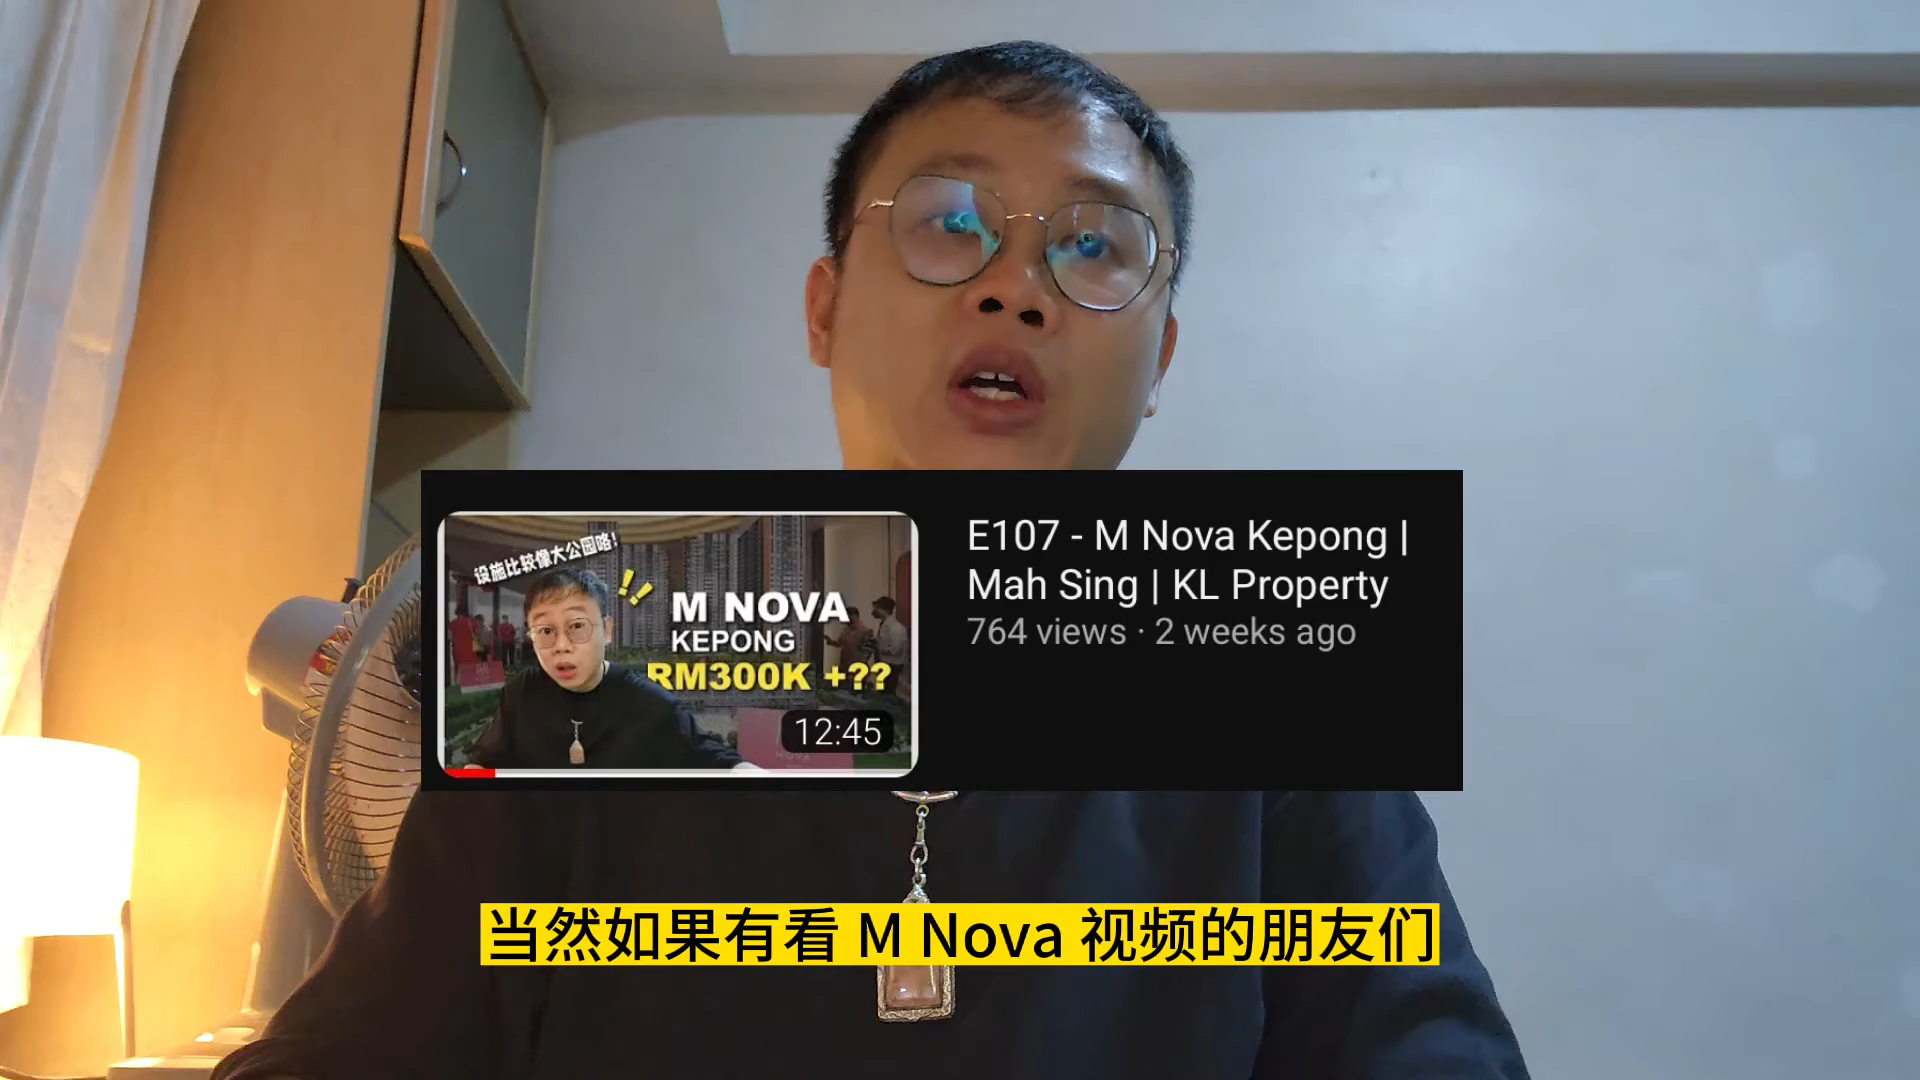 设施比较像大公园咯！
!!
M NOVA
KEPONG
RM300K +??
12:45
E107 - M Nova Kepong |
Mah Sing | KL Property
764 views · 2 weeks ago
当然如果有看 M Nova 视频的朋友们